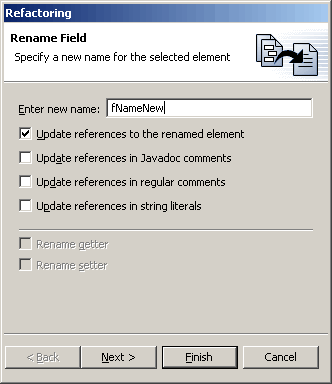 Refactoring
Rename Field
Specify a new name for the selected element
Enter new name: fNameNew
Update references to the renamed element
Update references in Javadoc comments
Update references in regular comments
Update references in string literals
Rename getter
Rename setter
< Back Next > Finish Cancel